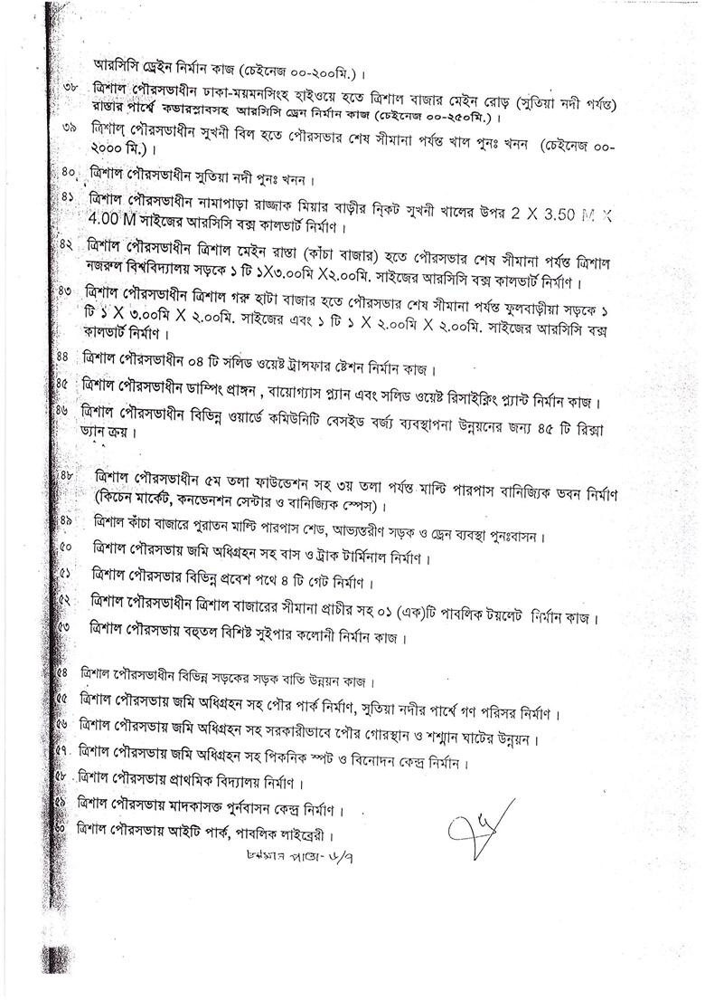 আরসিসি ড্রেইন নির্মান কাজ (চেইনেজ ০০-২০০মি.) ।
৩৮ ত্রিশাল পৌরসভাধীন ঢাকা-ময়মনসিংহ হাইওয়ে হতে ত্রিশাল বাজার মেইন রোড় (সুতিয়া নদী পর্যন্ত)
রাস্তার পার্শ্বে কভারস্লাবসহ আরসিসি ড্রেন নির্মান কাজ (চেইনেজ ০০-২৫০মি.) ।
৩৯ ত্রিশাল পৌরসভাধীন সুখনী বিল হতে পৌরসভার শেষ সীমানা পর্যন্ত খাল পুনঃ খনন (চেইনেজ ০০-
২০০০ মি.) ।
৪০ ত্রিশাল পৌরসভাধীন সুতিয়া নদী পুনঃ খনন ।
৪১ ত্রিশাল পৌরসভাধীন নামাপাড়া রাজ্জাক মিয়ার বাড়ীর নিকট সুখনী খালের উপর 2 X 3.50 M X
4.00 M সাইজের আরসিসি বক্স কালভার্ট নির্মাণ ।
৪২ ত্রিশাল পৌরসভাধীন ত্রিশাল মেইন রাস্তা (কাঁচা বাজার) হতে পৌরসভার শেষ সীমানা পর্যন্ত ত্রিশাল
নজরুল বিশ্ববিদ্যালয় সড়কে ১ টি ১X৩.০০মি X২.০০মি. সাইজের আরসিসি বক্স কালভার্ট নির্মাণ ।
৪৩ ত্রিশাল পৌরসভাধীন ত্রিশাল গরু হাটা বাজার হতে পৌরসভার শেষ সীমানা পর্যন্ত ফুলবাড়ীয়া সড়কে ১
টি ১ X ৩.০০মি X ২.০০মি. সাইজের এবং ১ টি ১ X ২.০০মি X ২.০০মি. সাইজের আরসিসি বক্স
কালভার্ট নির্মাণ ।
৪৪ ত্রিশাল পৌরসভাধীন ০৪ টি সলিড ওয়েষ্ট ট্রান্সফার ষ্টেশন নির্মান কাজ ।
৪৫ ত্রিশাল পৌরসভাধীন ডাম্পিং প্রাঙ্গন , বায়োগ্যাস প্ল্যান এবং সলিড ওয়েষ্ট রিসাইক্লিং প্ল্যান্ট নির্মান কাজ ।
৪৬ ত্রিশাল পৌরসভাধীন বিভিন্ন ওয়ার্ডে কমিউনিটি বেসইড বর্জ্য ব্যবস্থাপনা উন্নয়নের জন্য ৪৫ টি রিক্সা
ভ্যান ক্রয় ।
৪৮ ত্রিশাল পৌরসভাধীন ৫ম তলা ফাউন্ডেশন সহ ৩য় তলা পর্যন্ত মাল্টি পারপাস বানিজ্যিক ভবন নির্মাণ
(কিচেন মার্কেট, কনভেনশন সেন্টার ও বানিজ্যিক স্পেস) ।
৪৯ ত্রিশাল কাঁচা বাজারে পুরাতন মাল্টি পারপাস শেড, আভ্যন্তরীণ সড়ক ও ড্রেন ব্যবস্থা পুনঃবাসন ।
৫০ ত্রিশাল পৌরসভায় জমি অধিগ্রহন সহ বাস ও ট্রাক টার্মিনাল নির্মাণ ।
৫১ ত্রিশাল পৌরসভার বিভিন্ন প্রবেশ পথে ৪ টি গেট নির্মাণ ।
৫২ ত্রিশাল পৌরসভাধীন ত্রিশাল বাজারের সীমানা প্রাচীর সহ ০১ (এক)টি পাবলিক টয়লেট নির্মান কাজ ।
৫৩ ত্রিশাল পৌরসভায় বহুতল বিশিষ্ট সুইপার কলোনী নির্মান কাজ ।
৫৪ ত্রিশাল পৌরসভাধীন বিভিন্ন সড়কের সড়ক বাতি উন্নয়ন কাজ ।
৫৫ ত্রিশাল পৌরসভায় জমি অধিগ্রহন সহ পৌর পার্ক নির্মাণ, সুতিয়া নদীর পার্শ্বে গণ পরিসর নির্মাণ ।
৫৬ ত্রিশাল পৌরসভায় জমি অধিগ্রহন সহ সরকারীভাবে পৌর গোরস্থান ও শশ্মান ঘাটের উন্নয়ন ।
৫৭ ত্রিশাল পৌরসভায় জমি অধিগ্রহন সহ পিকনিক স্পট ও বিনোদন কেন্দ্র নির্মান ।
৫৮ ত্রিশাল পৌরসভায় প্রাথমিক বিদ্যালয় নির্মাণ ।
৫৯ ত্রিশাল পৌরসভায় মাদকাসক্ত পুর্নবাসন কেন্দ্র নির্মাণ ।
৬০ ত্রিশাল পৌরসভায় আইটি পার্ক, পাবলিক লাইব্রেরী ।
চলমান পাতা- ৬/৭